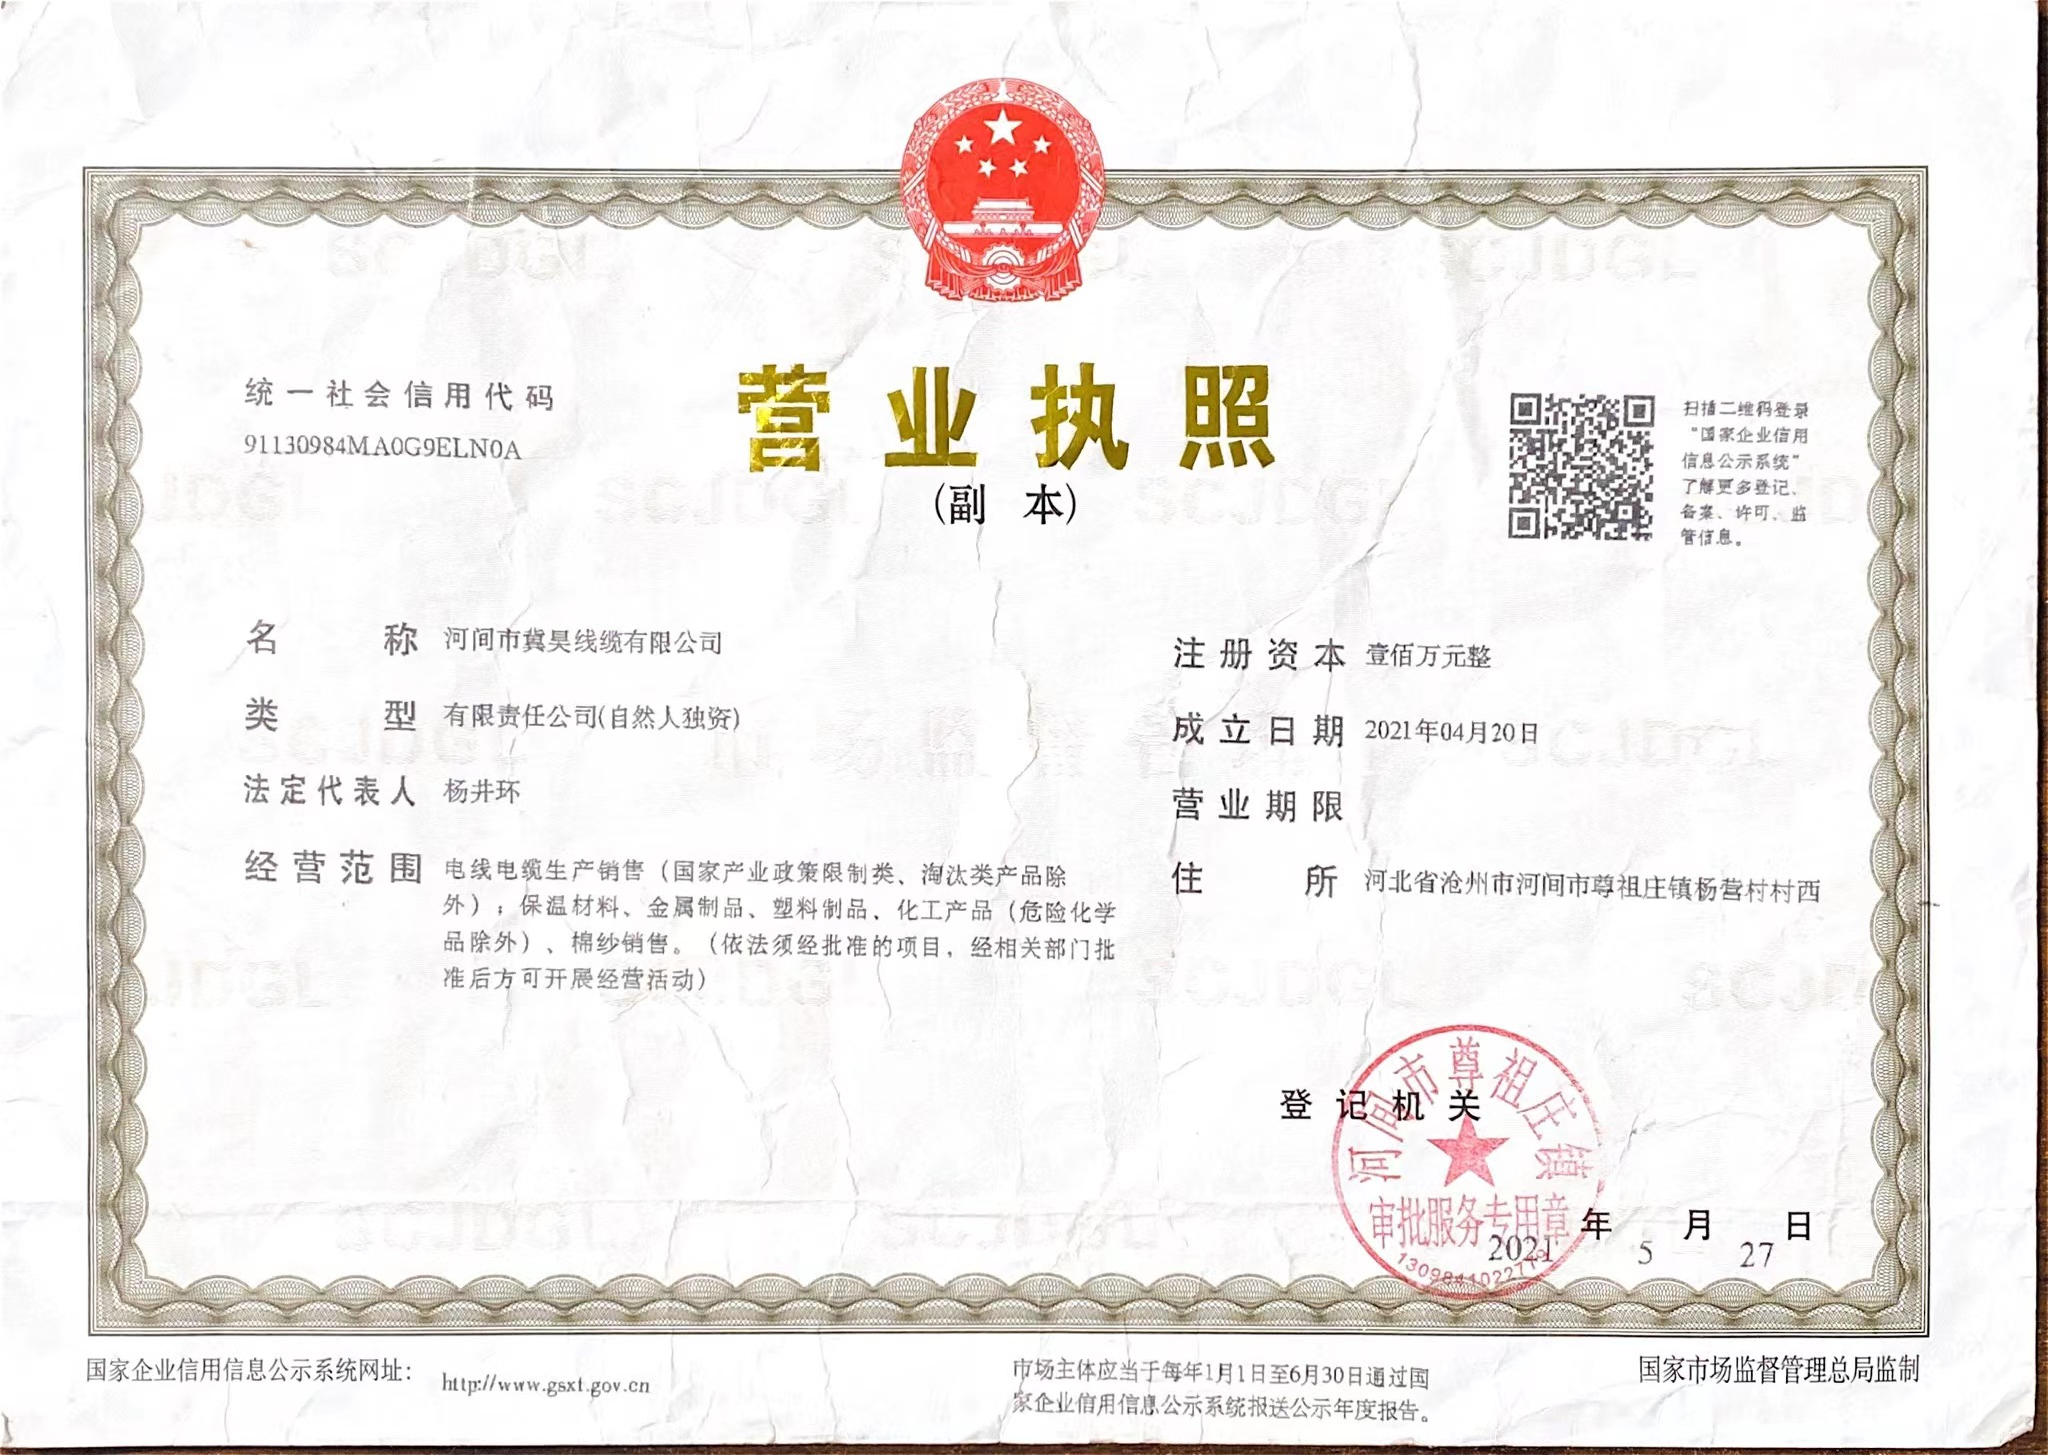 营业执照
(副 本)
统一社会信用代码
91130984MA0G9ELN0A
扫描二维码登录
“国家企业信用
信息公示系统”
了解更多登记、
备案、许可、监
管信息。
名 称 河间市冀昊线缆有限公司
类 型 有限责任公司(自然人独资)
法定代表人 杨井环
经营范围 电线电缆生产销售（国家产业政策限制类、淘汰类产品除
外）；保温材料、金属制品、塑料制品、化工产品（危险化学
品除外）、棉纱销售。（依法须经批准的项目，经相关部门批
准后方可开展经营活动）
注册资本 壹佰万元整
成立日期 2021年04月20日
营业期限
住 所 河北省沧州市河间市尊祖庄镇杨营村村西
登记机关
河间市尊祖庄镇
审批服务专用章
2021 年 5 月 27 日
国家企业信用信息公示系统网址： http://www.gsxt.gov.cn
市场主体应当于每年1月1日至6月30日通过国
家企业信用信息公示系统报送公示年度报告。
国家市场监督管理总局监制